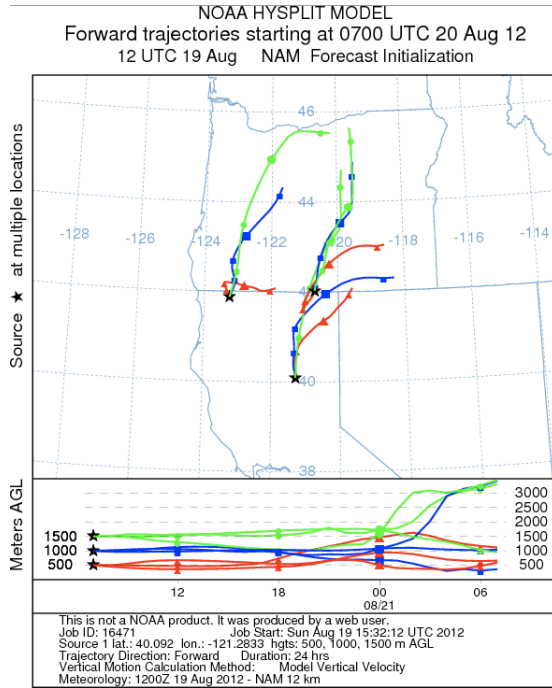 NOAA HYSPLIT MODEL
Forward trajectories starting at 0700 UTC 20 Aug 12
12 UTC 19 Aug NAM Forecast Initialization
Source ★ at multiple locations
46
44
-128 -126 -124 -122 -120 -118 -116 -114
42
40
38
Meters AGL
3000
2500
2000
1500 1500
1000 1000
500 500
12 18 00 06
08/21
This is not a NOAA product. It was produced by a web user.
Job ID: 16471 Job Start: Sun Aug 19 15:32:12 UTC 2012
Source 1 lat.: 40.092 lon.: -121.2833 hgts: 500, 1000, 1500 m AGL
Trajectory Direction: Forward Duration: 24 hrs
Vertical Motion Calculation Method: Model Vertical Velocity
Meteorology: 1200Z 19 Aug 2012 - NAM 12 km